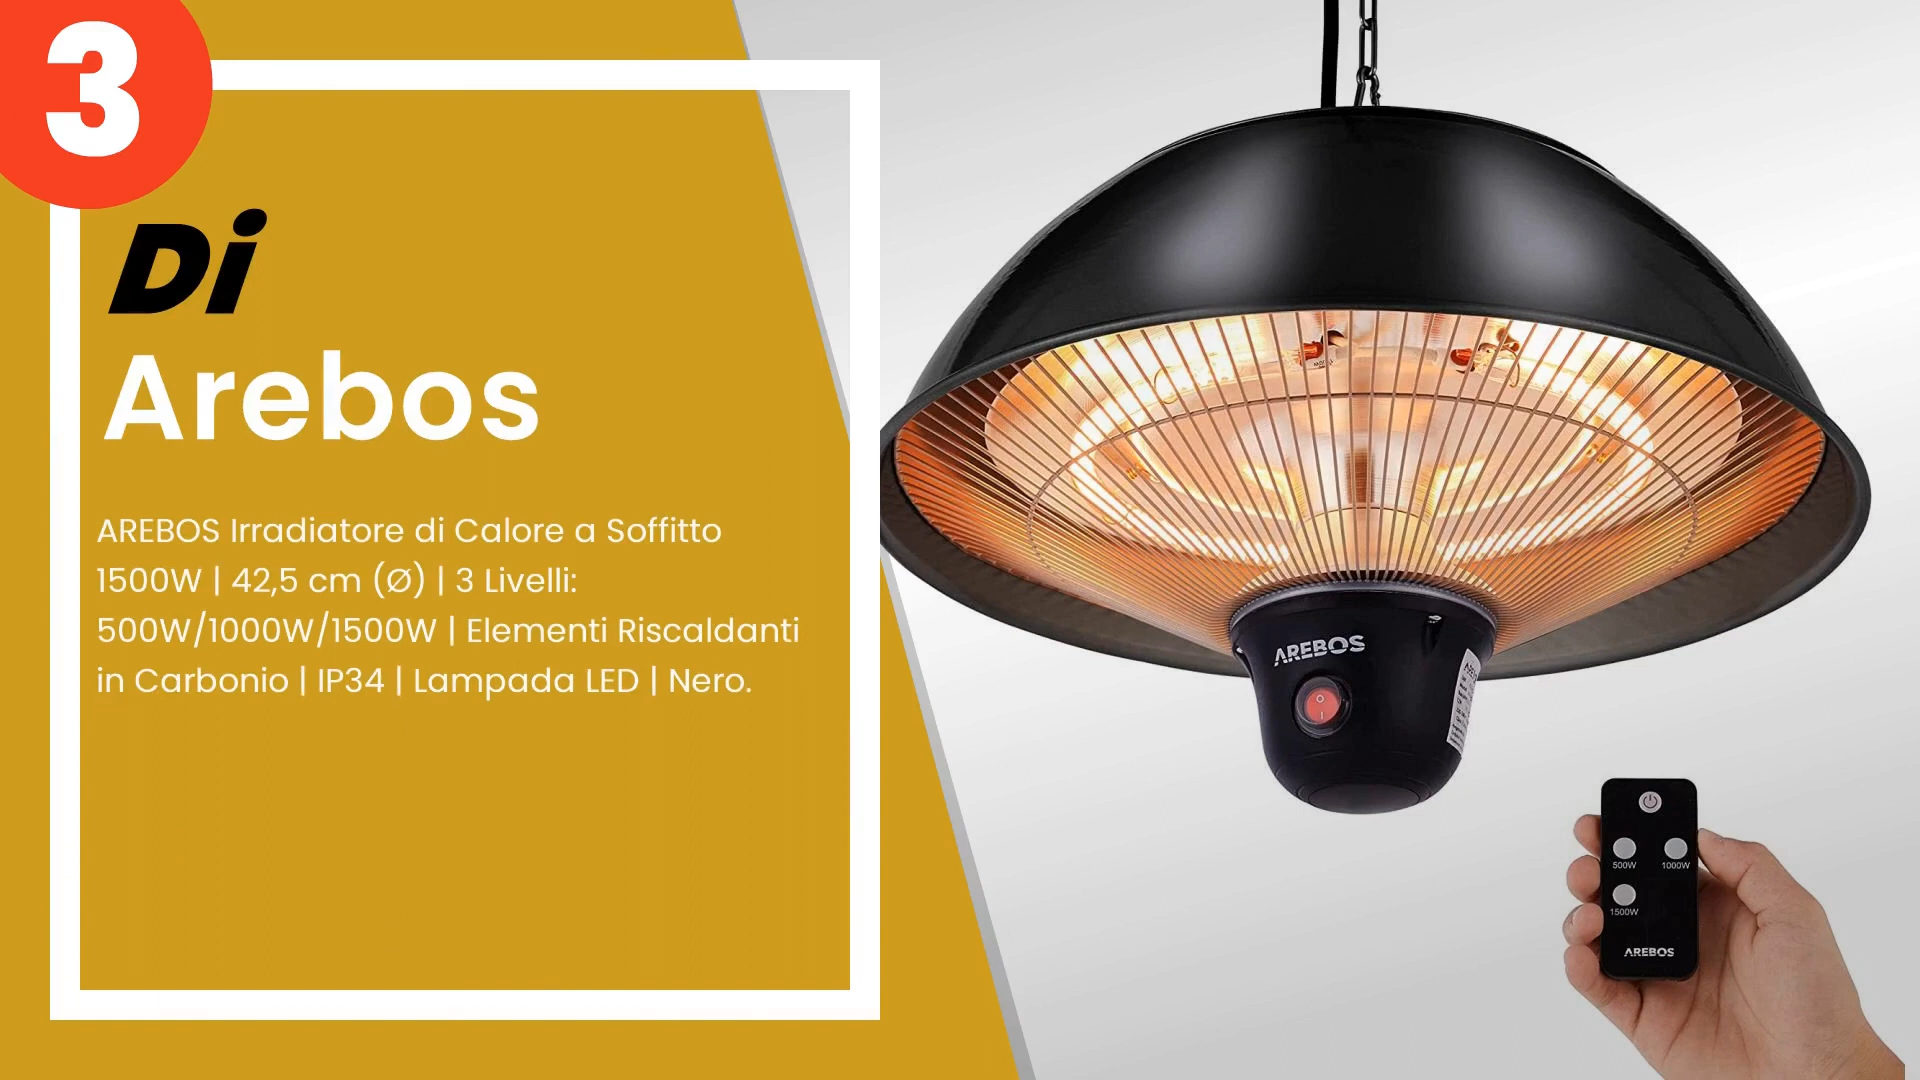 3
Di
Arebos
AREBOS Irradiatore di Calore a Soffitto
1500W | 42,5 cm (Ø) | 3 Livelli:
500W/1000W/1500W | Elementi Riscaldanti
in Carbonio | IP34 | Lampada LED | Nero.
AREBOS
500W 1000W
1500W
AREBOS